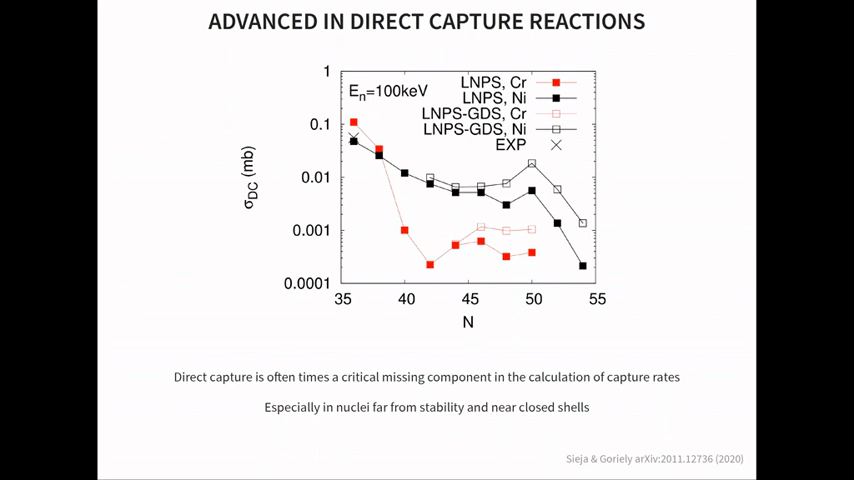 ADVANCED IN DIRECT CAPTURE REACTIONS
1
0.1
0.01
0.001
0.0001
σDC (mb)
En=100keV
LNPS, Cr
LNPS, Ni
LNPS-GDS, Cr
LNPS-GDS, Ni
EXP
35 40 45 50 55
N
Direct capture is often times a critical missing component in the calculation of capture rates
Especially in nuclei far from stability and near closed shells
Sieja & Goriely arXiv:2011.12736 (2020)